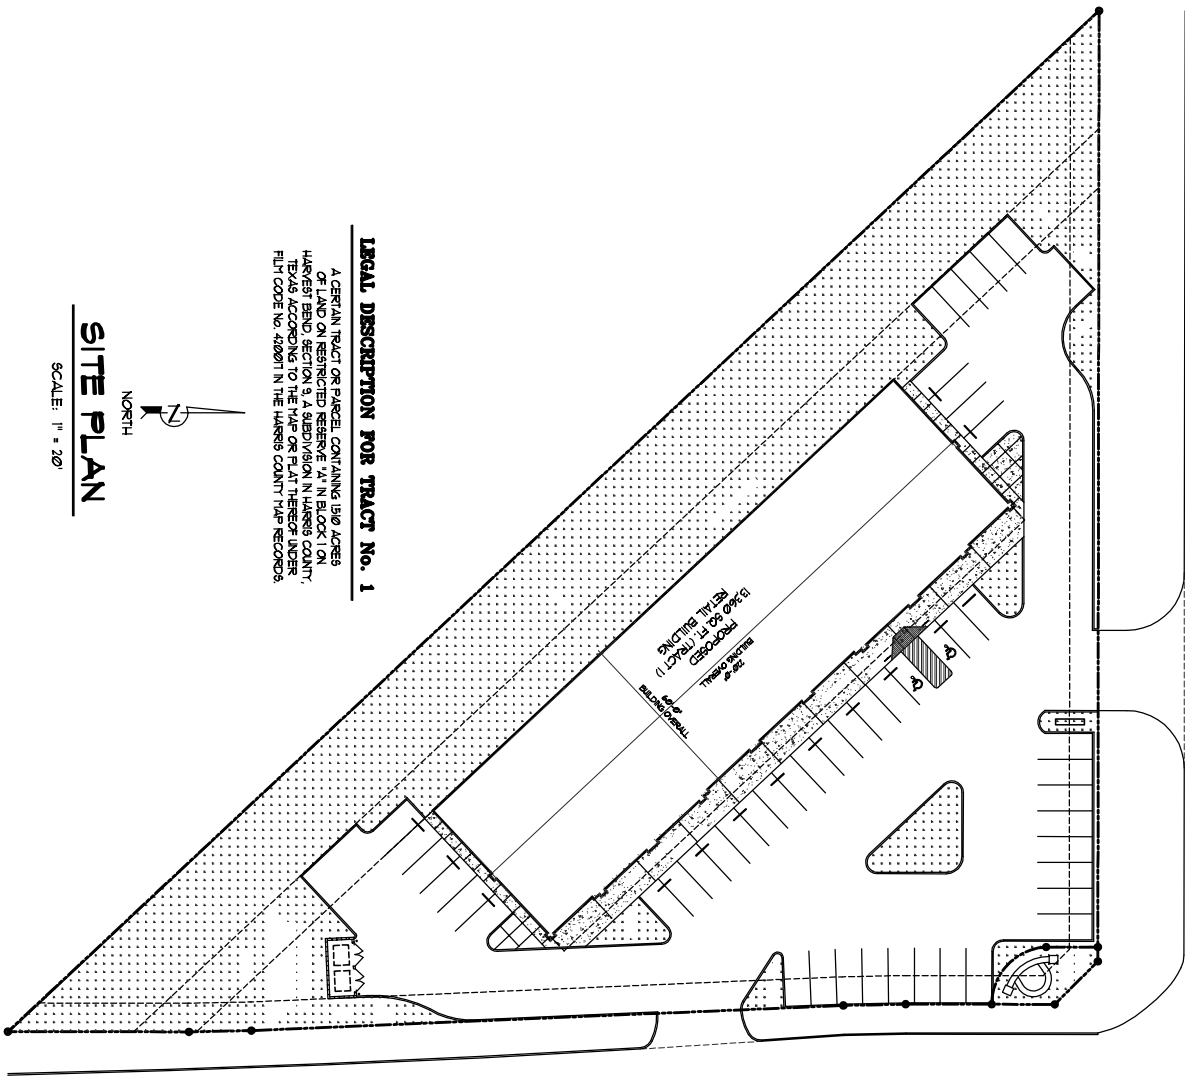 LEGAL DESCRIPTION FOR TRACT No. 1
A CERTAIN TRACT OR PARCEL CONTAINING 1.510 ACRES
OF LAND ON RESTRICTED RESERVE "A" IN BLOCK 1 ON
HARVEST BEND, SECTION 9, A SUBDIVISION IN HARRIS COUNTY,
TEXAS ACCORDING TO THE MAP OR PLAT THEREOF UNDER
FILM CODE No. 420071 IN THE HARRIS COUNTY MAP RECORDS.
NORTH
N
SITE PLAN
SCALE: 1" = 20'
PROPOSED
RETAIL BUILDING
13,360 SQ. FT. (TRACT 1)
BUILDING OVERALL
60'-0"
BUILDING OVERALL